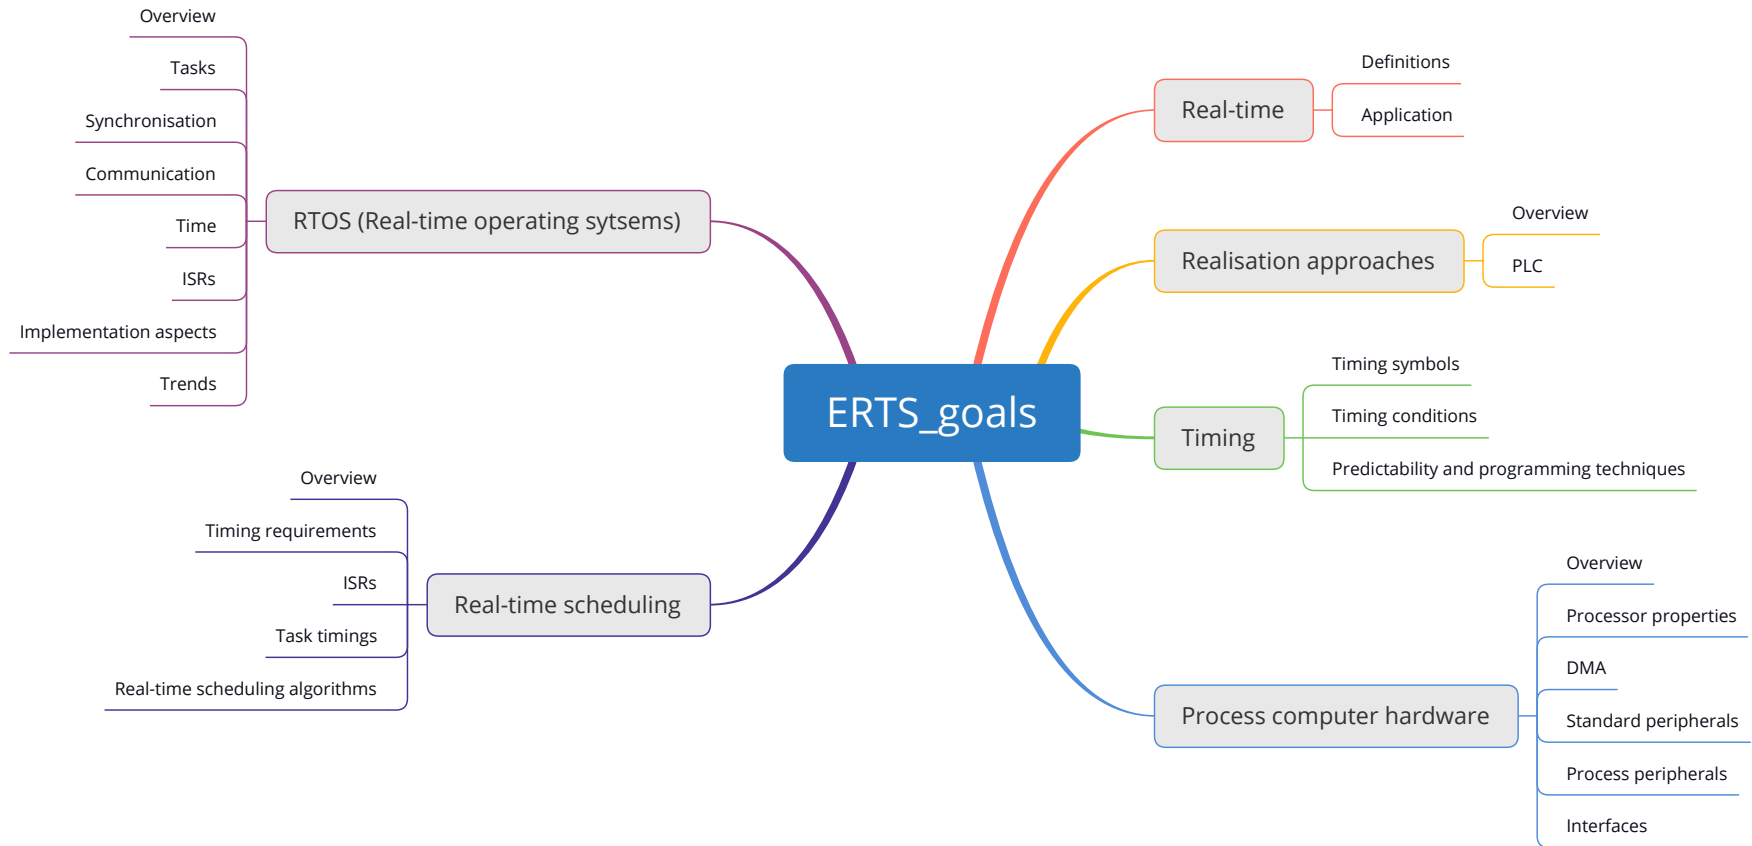 ERTS_goals
Real-time
Definitions
Application
Realisation approaches
Overview
PLC
Timing
Timing symbols
Timing conditions
Predictability and programming techniques
Process computer hardware
Overview
Processor properties
DMA
Standard peripherals
Process peripherals
Interfaces
Real-time scheduling
Overview
Timing requirements
ISRs
Task timings
Real-time scheduling algorithms
RTOS (Real-time operating sytsems)
Overview
Tasks
Synchronisation
Communication
Time
ISRs
Implementation aspects
Trends